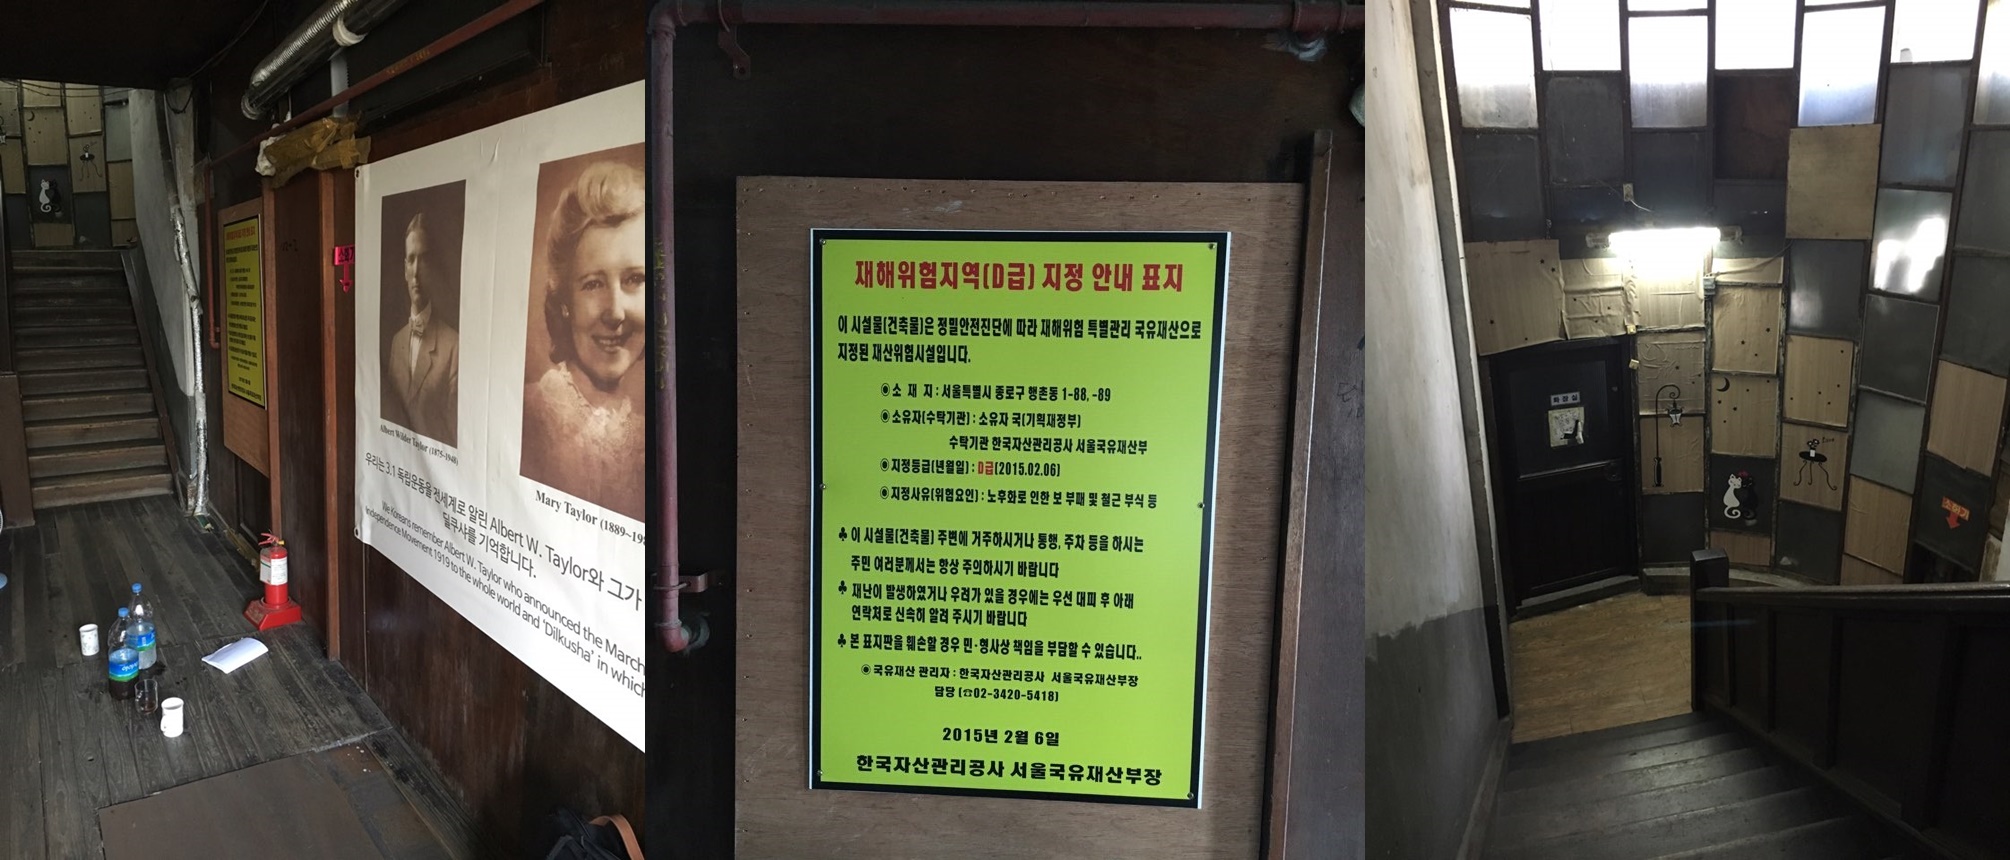 Albert Wilder Taylor (1875~1948)
Mary Taylor (1889~198
우리는 3.1 독립운동을 전세계로 알린 Albert W. Taylor와 그가
딜쿠샤를 기억합니다.
We Koreans remember Albert W. Taylor who announced the March
Independence Movement 1919 to the whole world and 'Dilkusha' in which
재해위험지역(D급) 지정 안내 표지
이 시설물(건축물)은 정밀안전진단에 따라 재해위험 특별관리 국유재산으로
지정된 재산위험시설입니다.
◉소 재 지 : 서울특별시 종로구 행촌동 1-88, -89
◉소유자(수탁기관) : 소유자 국(기획재정부)
수탁기관 한국자산관리공사 서울국유재산부
◉지정등급(년월일) : D급(2015.02.06)
◉지정사유(위험요인) : 노후화로 인한 보 부패 및 철근 부식 등
♣ 이 시설물(건축물) 주변에 거주하시거나 통행, 주차 등을 하시는
주민 여러분께서는 항상 주의하시기 바랍니다
♣ 재난이 발생하였거나 우려가 있을 경우에는 우선 대피 후 아래
연락처로 신속히 알려 주시기 바랍니다
♣ 본 표지판을 훼손할 경우 민·형사상 책임을 부담할 수 있습니다..
◉국유재산 관리자 : 한국자산관리공사 서울국유재산부장
담당 (☎02-3420-5418)
2015년 2월 6일
한국자산관리공사 서울국유재산부장
화장실
소화기